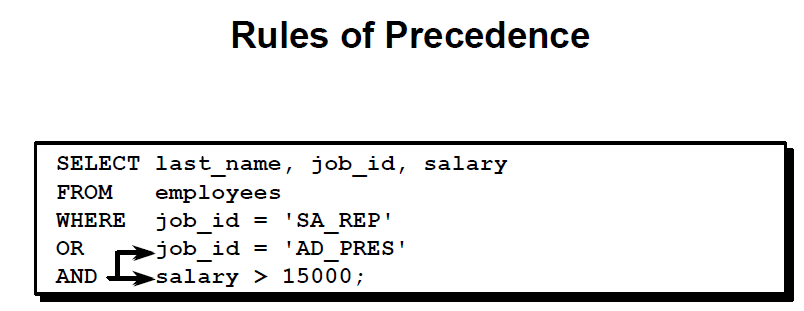 Rules of Precedence
SELECT last_name, job_id, salary
FROM employees
WHERE job_id = 'SA_REP'
OR job_id = 'AD_PRES'
AND salary > 15000;